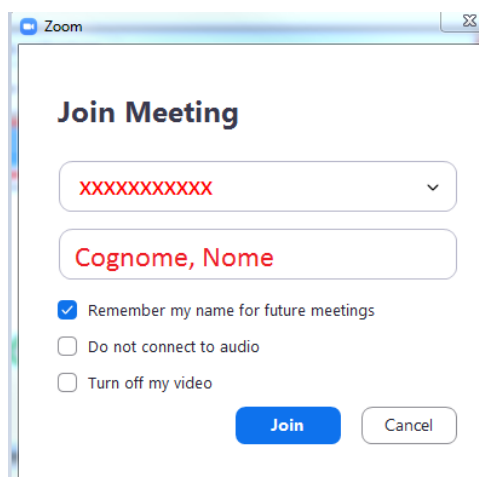 Zoom
Join Meeting
xxxxxxxxxxx
Cognome, Nome
Remember my name for future meetings
Do not connect to audio
Turn off my video
Join Cancel